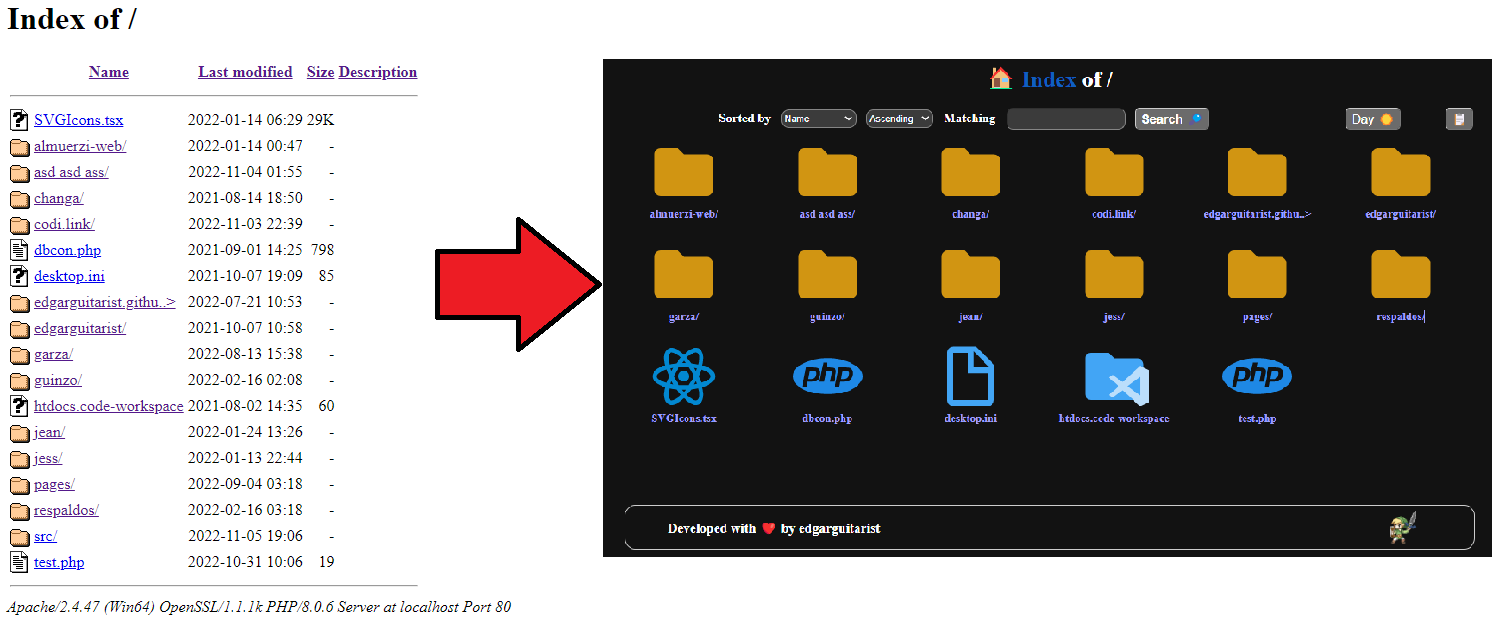 Index of /
Name Last modified Size Description
SVGIcons.tsx 2022-01-14 06:29 29K
almuerzi-web/ 2022-01-14 00:47 -
asd asd ass/ 2022-11-04 01:55 -
changa/ 2021-08-14 18:50 -
codi.link/ 2022-11-03 22:39 -
dbcon.php 2021-09-01 14:25 798
desktop.ini 2021-10-07 19:09 85
edgarguitarist.githu..> 2022-07-21 10:53 -
edgarguitarist/ 2021-10-07 10:58 -
garza/ 2022-08-13 15:38 -
guinzo/ 2022-02-16 02:08 -
htdocs.code-workspace 2021-08-02 14:35 60
jean/ 2022-01-24 13:26 -
jess/ 2022-01-13 22:44 -
pages/ 2022-09-04 03:18 -
respaldos/ 2022-02-16 03:18 -
src/ 2022-11-05 19:06 -
test.php 2022-10-31 10:06 19
Apache/2.4.47 (Win64) OpenSSL/1.1.1k PHP/8.0.6 Server at localhost Port 80
Index of /
Sorted by Name Ascending Matching Search Day
almuerzi-web/ asd asd ass/ changa/ codi.link/ edgarguitarist.githu..> edgarguitarist/
garza/ guinzo/ jean/ jess/ pages/ respaldos/
php php
SVGIcons.tsx dbcon.php desktop.ini htdocs.code-workspace test.php
Developed with ❤️ by edgarguitarist